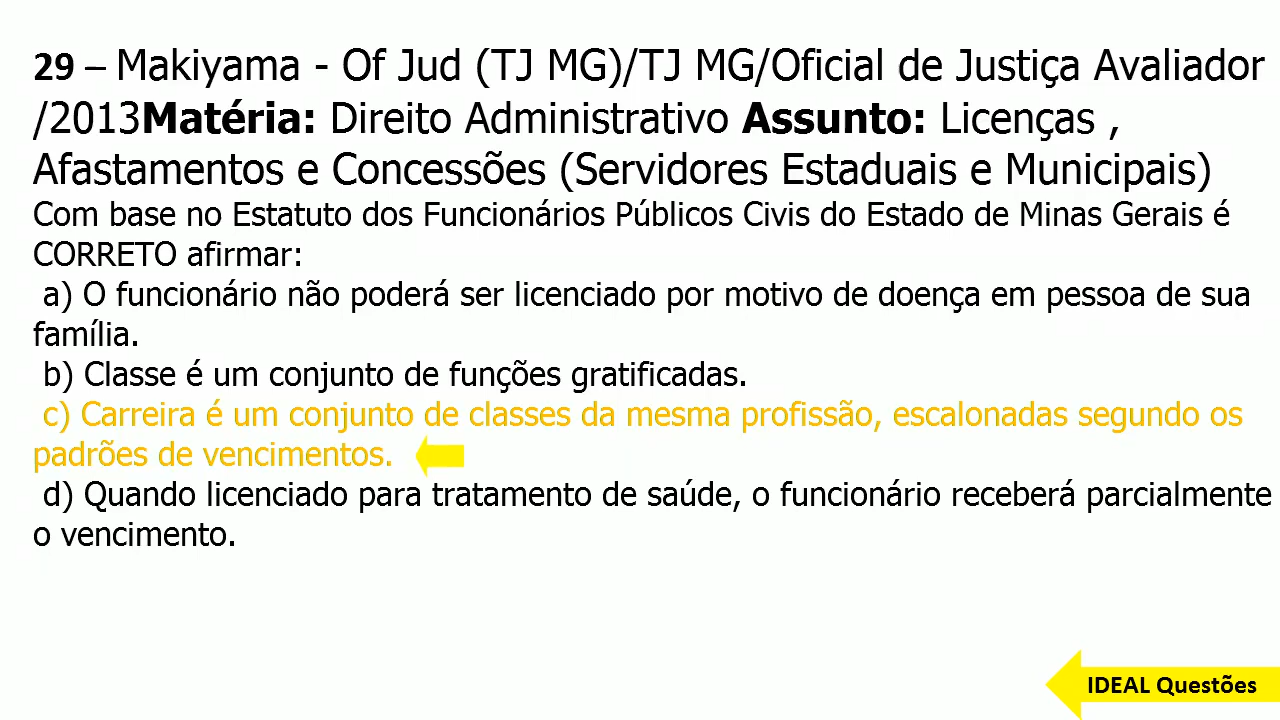 29 – Makiyama - Of Jud (TJ MG)/TJ MG/Oficial de Justiça Avaliador
/2013Matéria: Direito Administrativo Assunto: Licenças ,
Afastamentos e Concessões (Servidores Estaduais e Municipais)
Com base no Estatuto dos Funcionários Públicos Civis do Estado de Minas Gerais é
CORRETO afirmar:
a) O funcionário não poderá ser licenciado por motivo de doença em pessoa de sua
família.
b) Classe é um conjunto de funções gratificadas.
c) Carreira é um conjunto de classes da mesma profissão, escalonadas segundo os
padrões de vencimentos.
d) Quando licenciado para tratamento de saúde, o funcionário receberá parcialmente
o vencimento.
IDEAL Questões